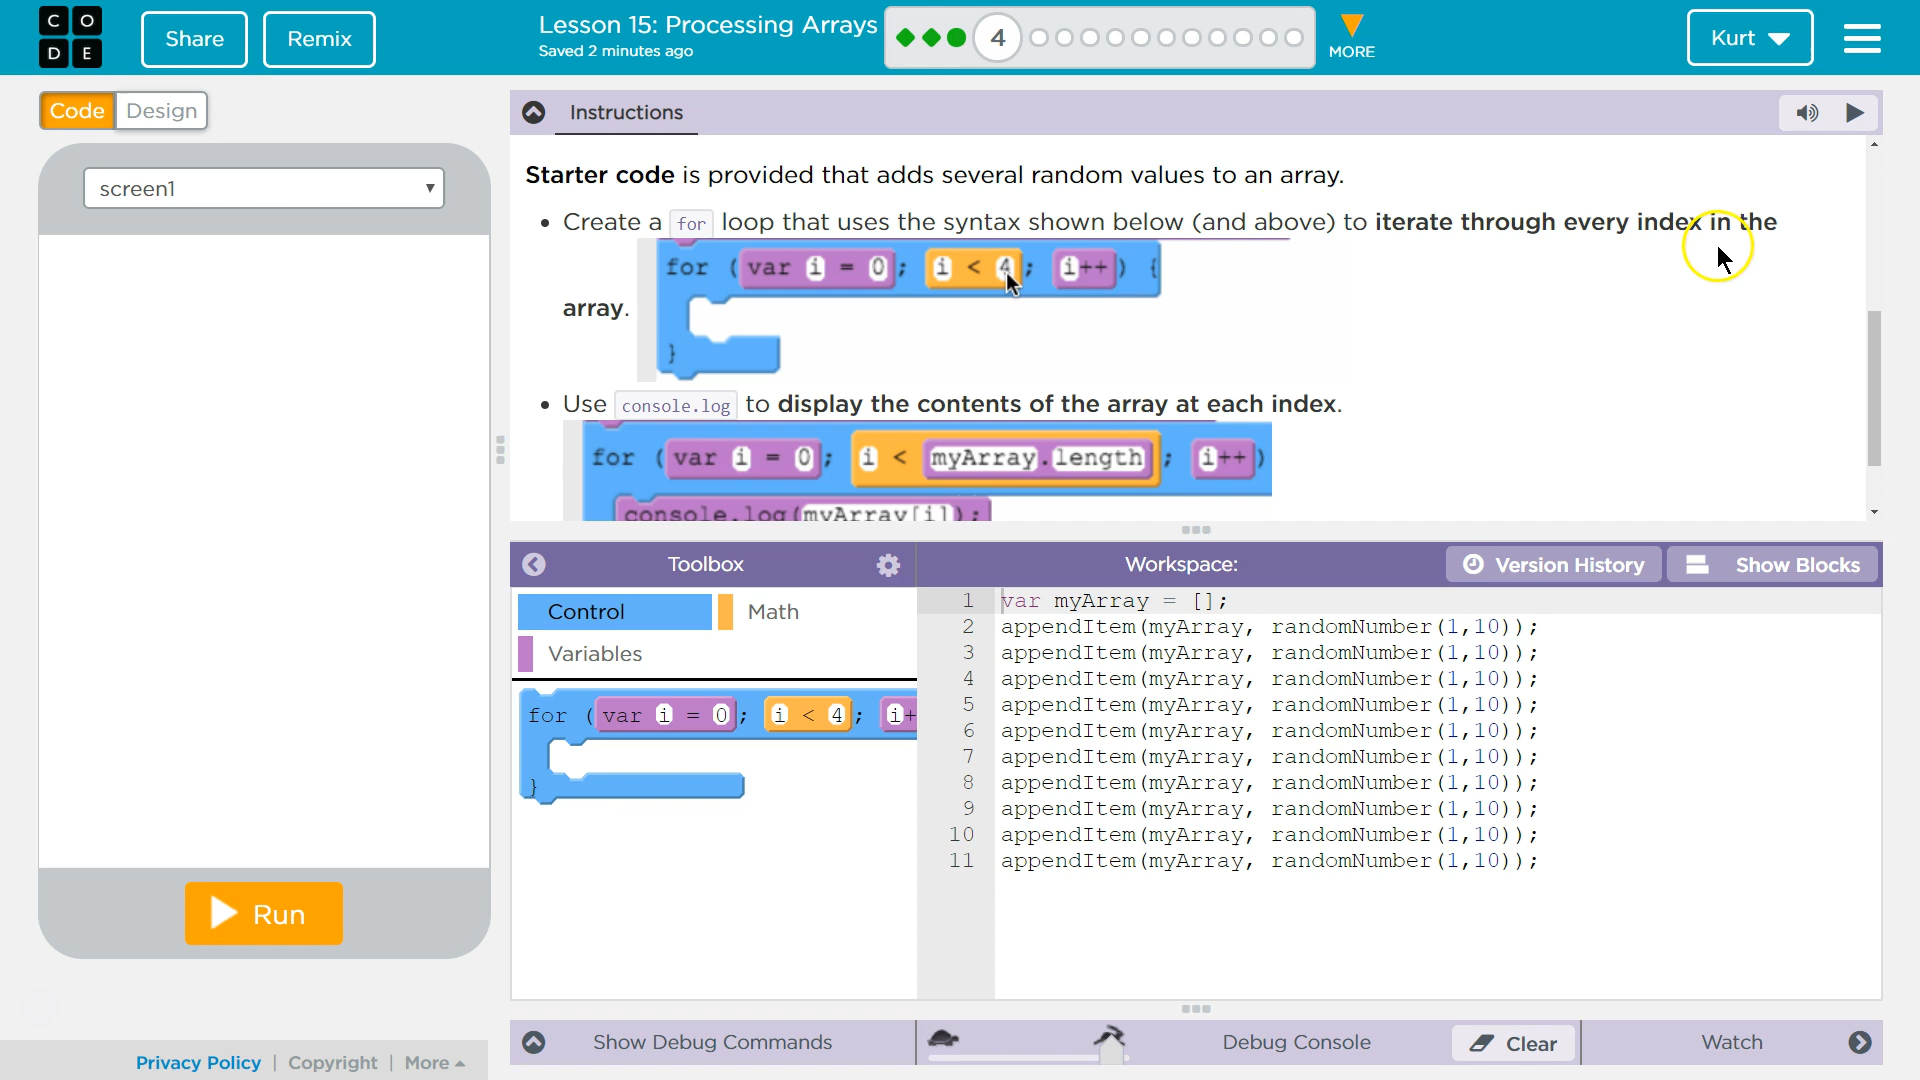 CODE
Share
Remix
Lesson 15: Processing Arrays
Saved 2 minutes ago
4
MORE
Kurt
Code
Design
screen1
Run
Privacy Policy | Copyright | More
Instructions
Starter code is provided that adds several random values to an array.
• Create a for loop that uses the syntax shown below (and above) to iterate through every index in the
array.
for (var i = 0; i < 4; i++) {
}
• Use console.log to display the contents of the array at each index.
for (var i = 0; i < myArray.length; i++)
console.log(myArray[i]);
Toolbox
Control
Math
Variables
for (var i = 0; i < 4; i+
}
Workspace:
Version History
Show Blocks
1 var myArray = [];
2 appendItem(myArray, randomNumber(1,10));
3 appendItem(myArray, randomNumber(1,10));
4 appendItem(myArray, randomNumber(1,10));
5 appendItem(myArray, randomNumber(1,10));
6 appendItem(myArray, randomNumber(1,10));
7 appendItem(myArray, randomNumber(1,10));
8 appendItem(myArray, randomNumber(1,10));
9 appendItem(myArray, randomNumber(1,10));
10 appendItem(myArray, randomNumber(1,10));
11 appendItem(myArray, randomNumber(1,10));
Show Debug Commands
Debug Console
Clear
Watch